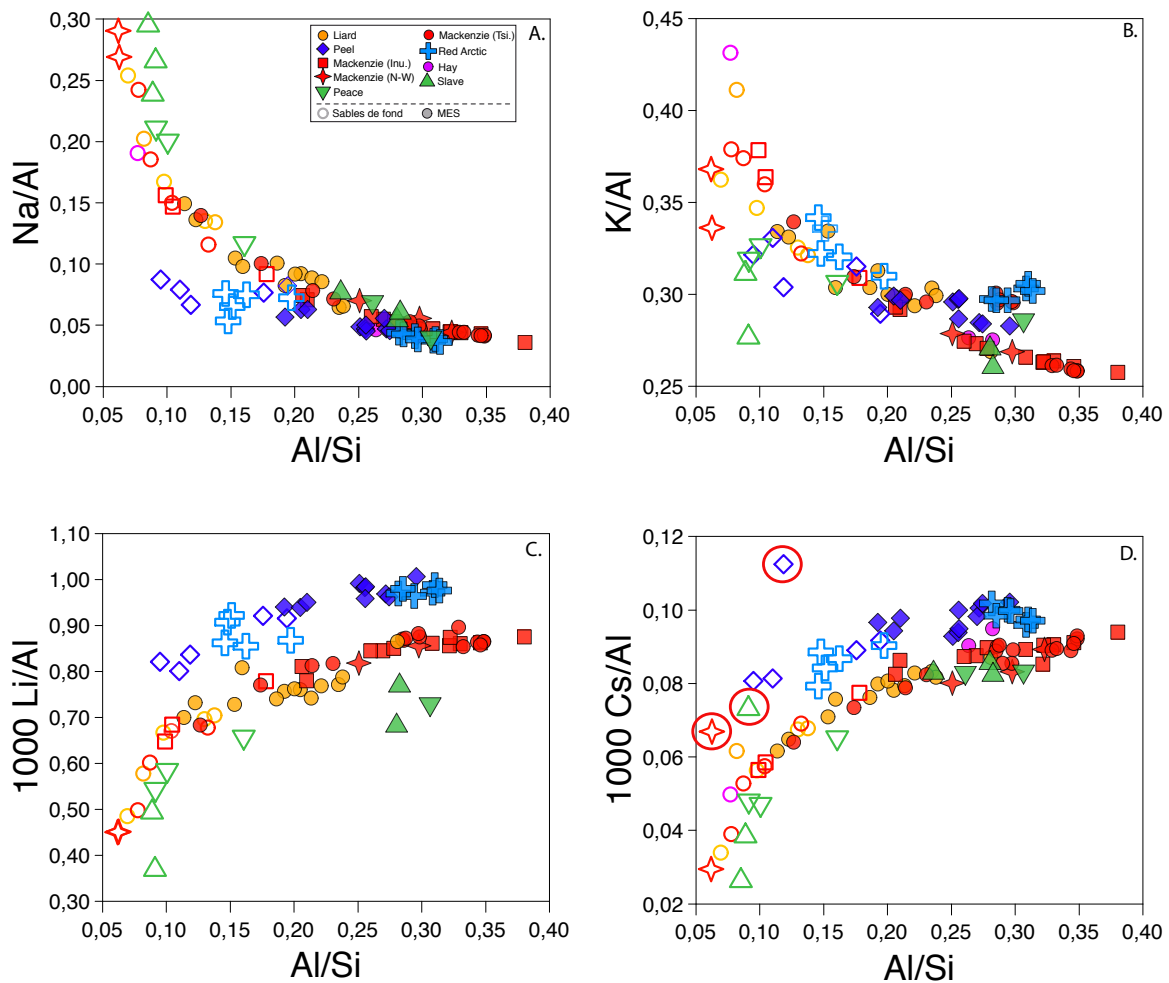 A.
Na/Al
0,30
0,25
0,20
0,15
0,10
0,05
0,00
0,05 0,10 0,15 0,20 0,25 0,30 0,35 0,40
Al/Si
Liard
Peel
Mackenzie (Inu.)
Mackenzie (N-W)
Peace
Mackenzie (Tsi.)
Red Arctic
Hay
Slave
Sables de fond
MES
B.
K/Al
0,45
0,40
0,35
0,30
0,25
0,05 0,10 0,15 0,20 0,25 0,30 0,35 0,40
Al/Si
C.
1000 Li/Al
1,10
1,00
0,90
0,80
0,70
0,60
0,50
0,40
0,30
0,05 0,10 0,15 0,20 0,25 0,30 0,35 0,40
Al/Si
D.
1000 Cs/Al
0,12
0,10
0,08
0,06
0,04
0,02
0,05 0,10 0,15 0,20 0,25 0,30 0,35 0,40
Al/Si